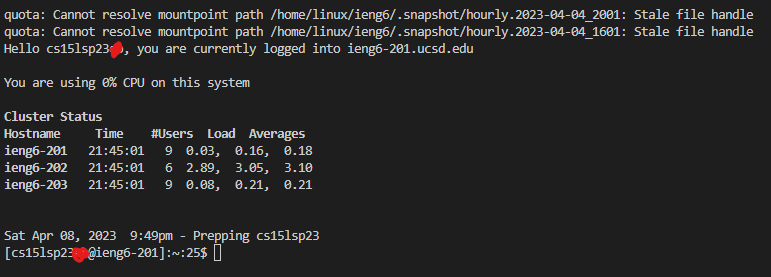 quota: Cannot resolve mountpoint path /home/linux/ieng6/.snapshot/hourly.2023-04-04_2001: Stale file handle
quota: Cannot resolve mountpoint path /home/linux/ieng6/.snapshot/hourly.2023-04-04_1601: Stale file handle
Hello cs15lsp23, you are currently logged into ieng6-201.ucsd.edu
You are using 0% CPU on this system
Cluster Status
Hostname Time #Users Load Averages
ieng6-201 21:45:01 9 0.03, 0.16, 0.18
ieng6-202 21:45:01 6 2.89, 3.05, 3.10
ieng6-203 21:45:01 9 0.08, 0.21, 0.21
Sat Apr 08, 2023 9:49pm - Prepping cs15lsp23
[cs15lsp23@ieng6-201]:~:25$